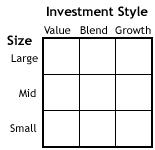 Investment Style
Value Blend Growth
Size
Large
Mid
Small